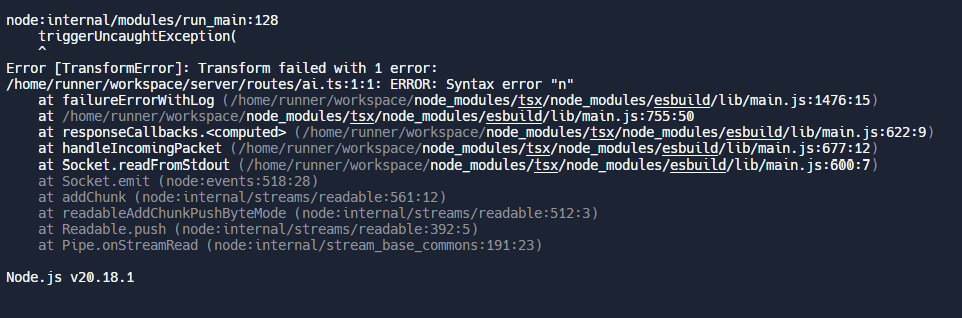 node:internal/modules/run_main:128
    triggerUncaughtException(
    ^
Error [TransformError]: Transform failed with 1 error:
/home/runner/workspace/server/routes/ai.ts:1:1: ERROR: Syntax error "n"
    at failureErrorWithLog (/home/runner/workspace/node_modules/tsx/node_modules/esbuild/lib/main.js:1476:15)
    at /home/runner/workspace/node_modules/tsx/node_modules/esbuild/lib/main.js:755:50
    at responseCallbacks.<computed> (/home/runner/workspace/node_modules/tsx/node_modules/esbuild/lib/main.js:622:9)
    at handleIncomingPacket (/home/runner/workspace/node_modules/tsx/node_modules/esbuild/lib/main.js:677:12)
    at Socket.readFromStdout (/home/runner/workspace/node_modules/tsx/node_modules/esbuild/lib/main.js:600:7)
    at Socket.emit (node:events:518:28)
    at addChunk (node:internal/streams/readable:561:12)
    at readableAddChunkPushByteMode (node:internal/streams/readable:512:3)
    at Readable.push (node:internal/streams/readable:392:5)
    at Pipe.onStreamRead (node:internal/stream_base_commons:191:23)

Node.js v20.18.1